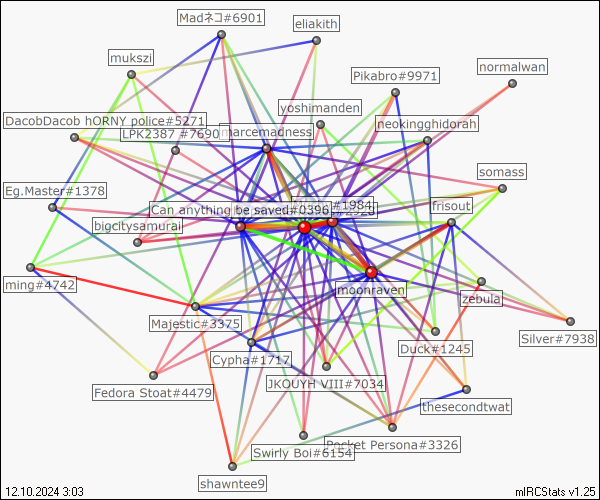 Madネコ#6901
eliakith
mukszi
Pikabro#9971
normalwan
yoshimanden
DacobDacob hORNY police#5271
LPK2387 #7690
marcemadness
neokingghidorah
somass
Eg.Master#1378
Can anything be saved#0396
#1984
frisout
bigcitysamurai
ming#4742
moonraven
zebula
Majestic#3375
Silver#7938
Cypha#1717
Duck#1245
JKOUYH VIII#7034
Fedora Stoat#4479
thesecondtwat
Pocket Persona#3326
Swirly Boi#6154
shawntee9
12.10.2024 3:03
mIRCStats v1.25